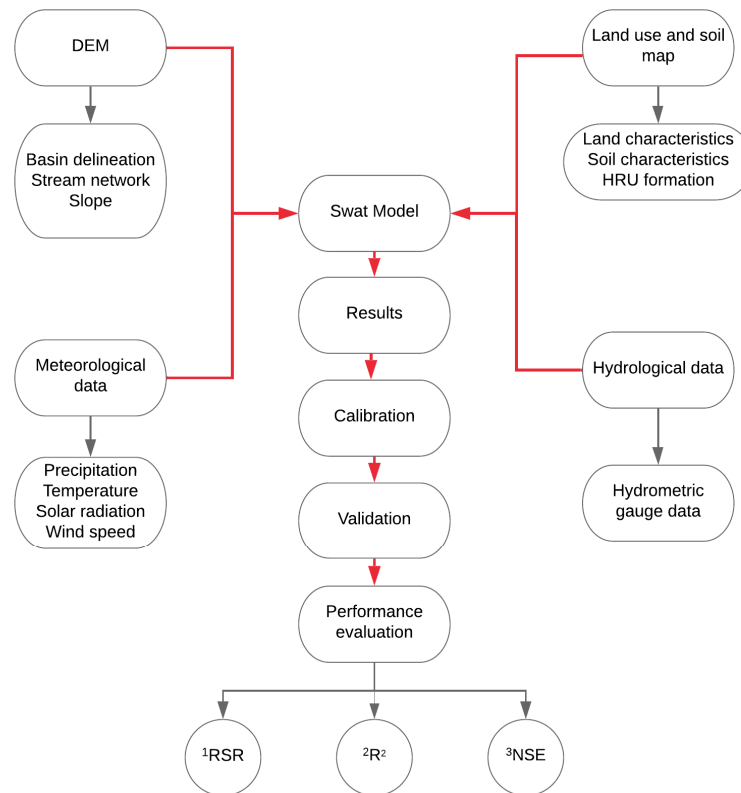 DEM
Land use and soil
map
Basin delineation
Stream network
Slope
Land characteristics
Soil characteristics
HRU formation
Swat Model
Results
Meteorological
data
Hydrological data
Calibration
Precipitation
Temperature
Solar radiation
Wind speed
Hydrometric
gauge data
Validation
Performance
evaluation
¹RSR
²R²
³NSE